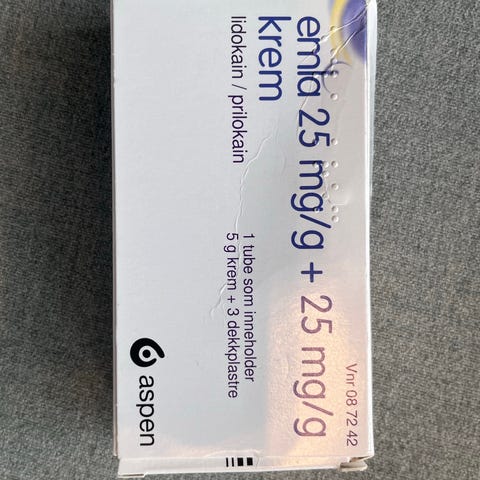 emla 25 mg/g + 25 mg/g
krem
lidokain / prilokain
1 tube som inneholder
5 g krem + 3 dekkplastre
Vnr 08 72 42
aspen